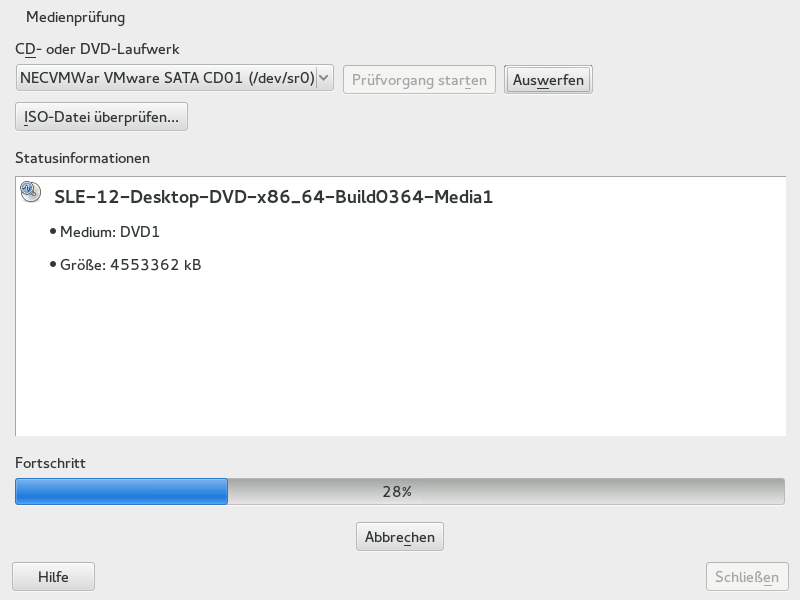 Medienprüfung
CD- oder DVD-Laufwerk
NECVMWar VMware SATA CD01 (/dev/sr0)
Prüfvorgang starten
Auswerfen
ISO-Datei überprüfen...
Statusinformationen
SLE-12-Desktop-DVD-x86_64-Build0364-Media1
• Medium: DVD1
• Größe: 4553362 kB
Fortschritt
28%
Abbrechen
Hilfe
Schließen